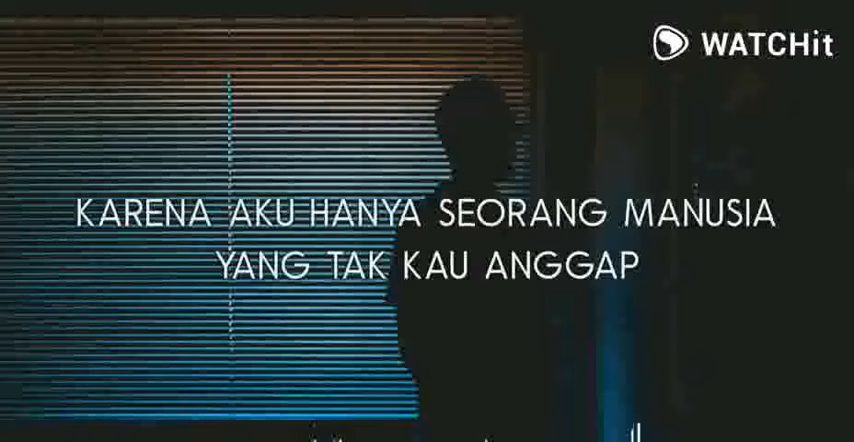 WATCHit
KARENA AKU HANYA SEORANG MANUSIA
YANG TAK KAU ANGGAP